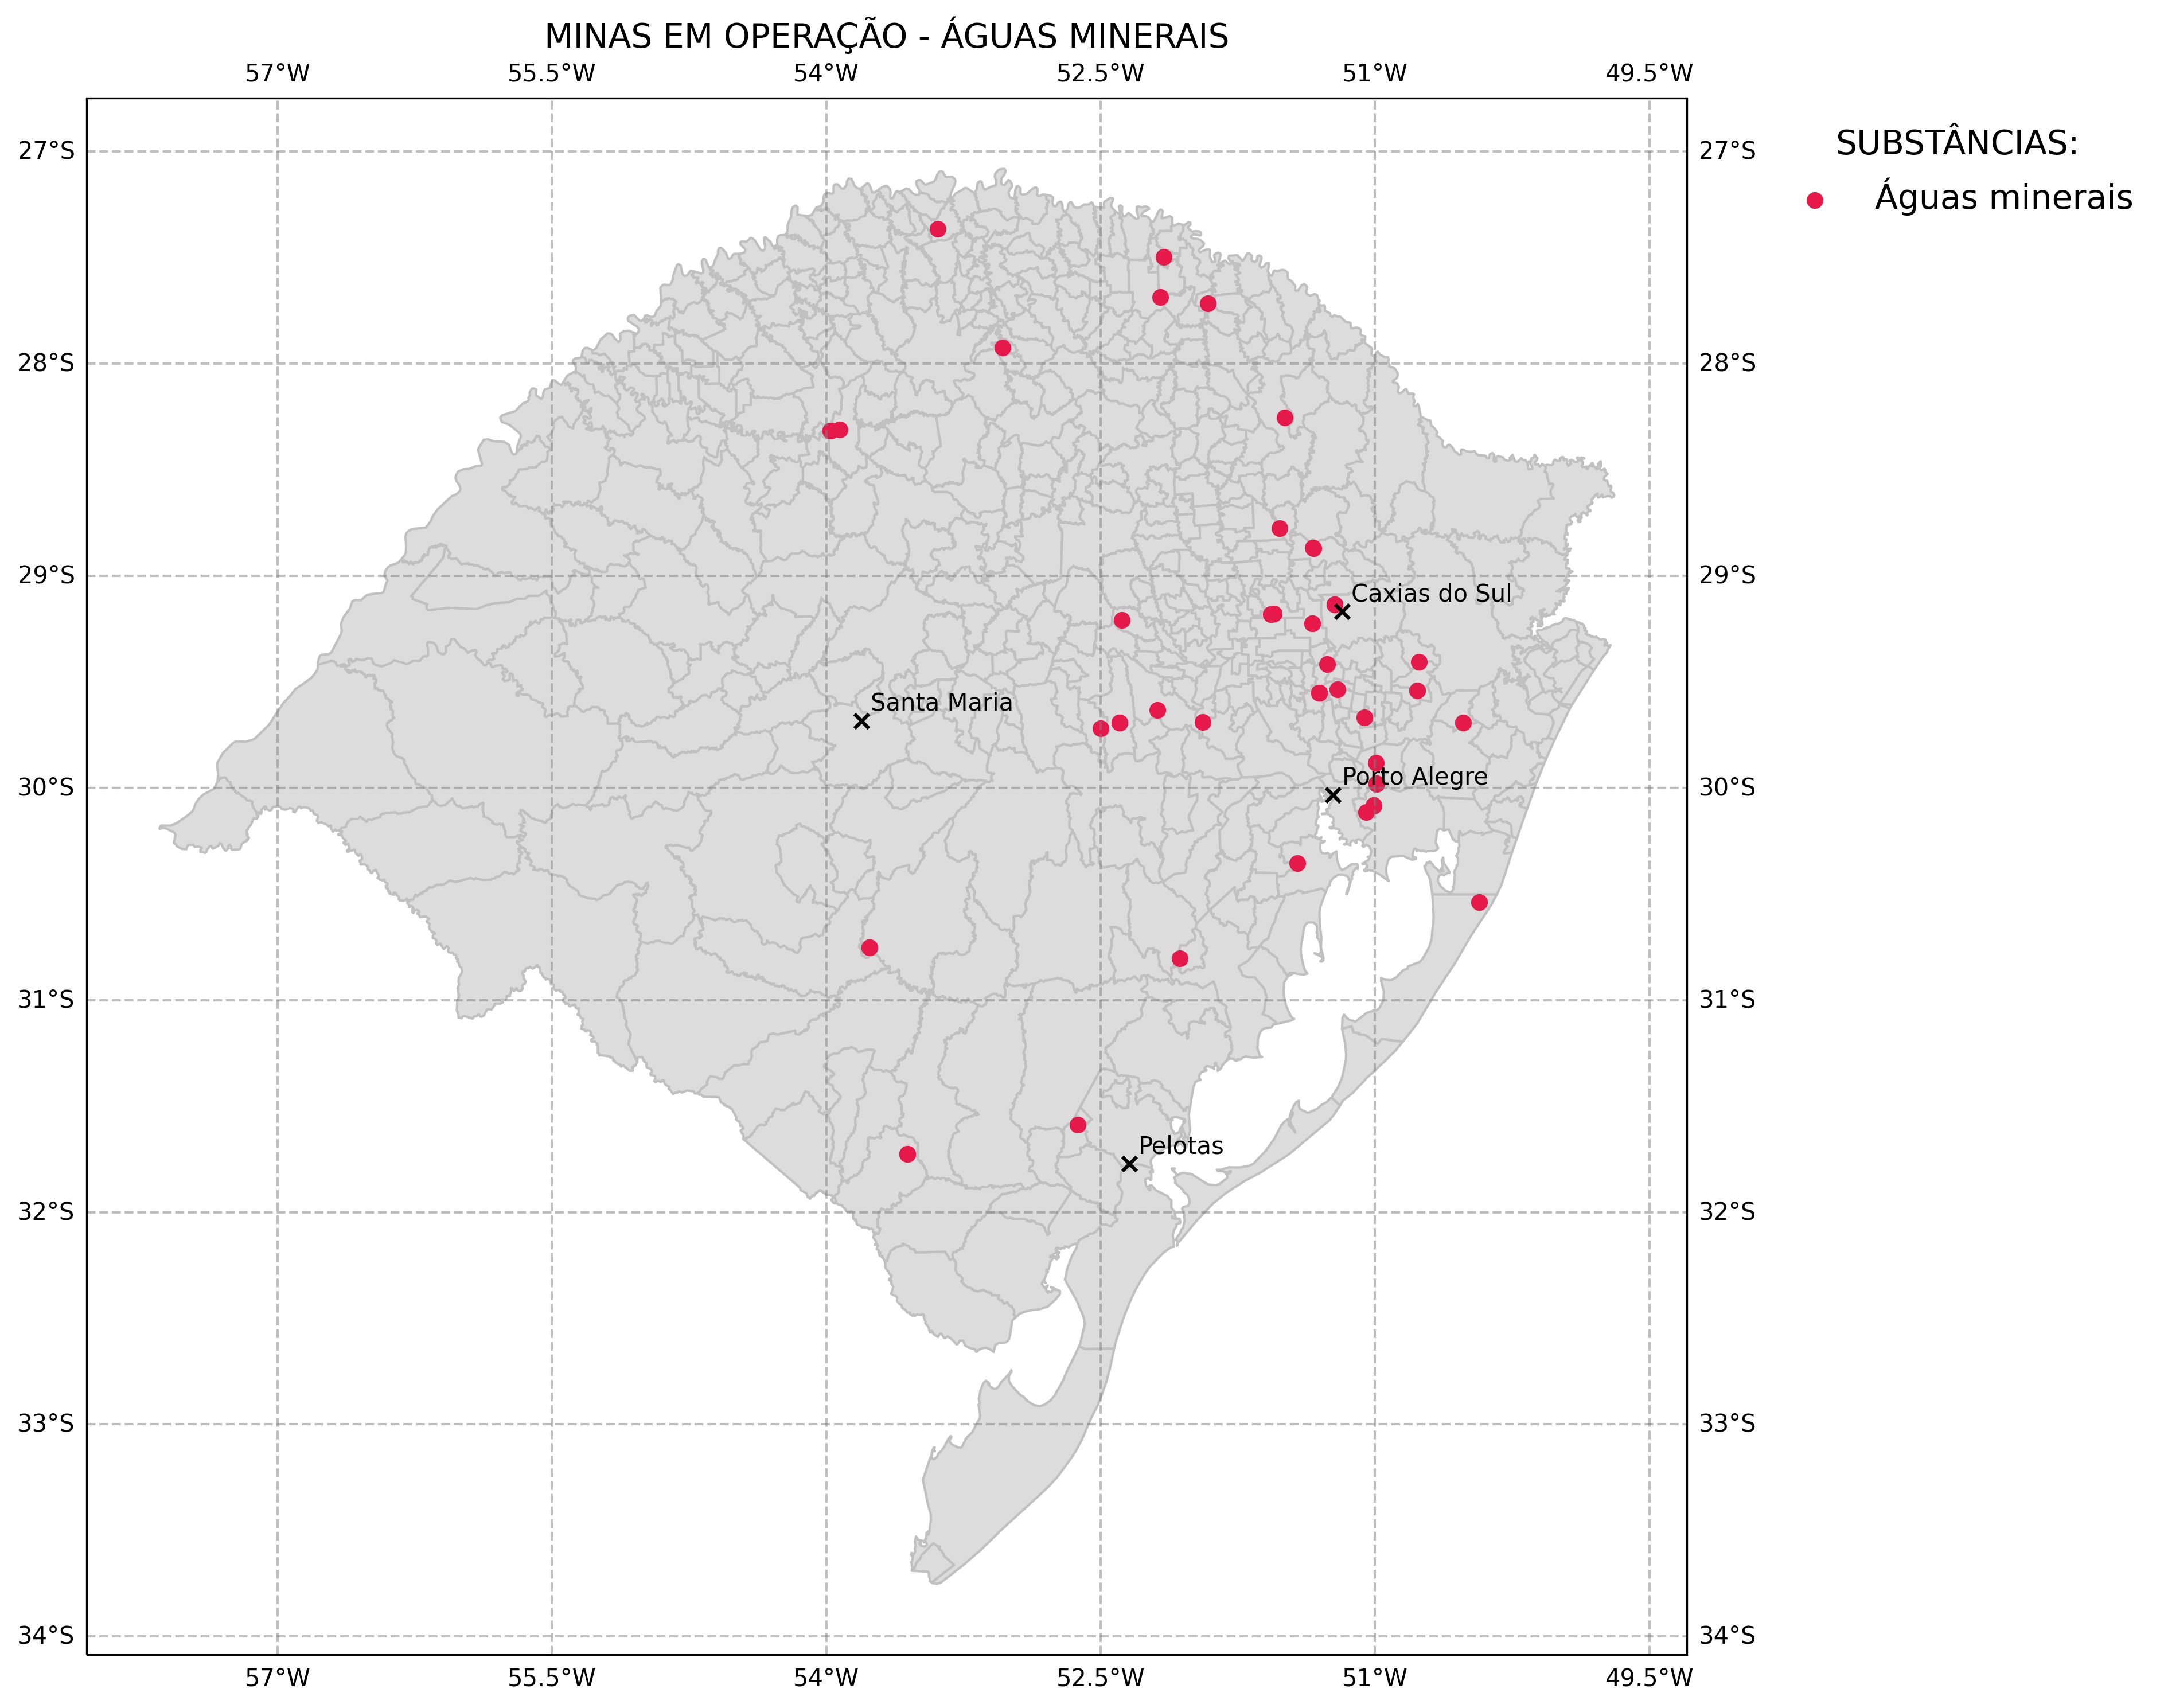 MINAS EM OPERAÇÃO - ÁGUAS MINERAIS
57°W 55.5°W 54°W 52.5°W 51°W 49.5°W
27°S 27°S
SUBSTÂNCIAS:
Águas minerais
28°S 28°S
29°S 29°S
Caxias do Sul
Santa Maria
Porto Alegre
30°S 30°S
31°S 31°S
Pelotas
32°S 32°S
33°S 33°S
34°S 34°S
57°W 55.5°W 54°W 52.5°W 51°W 49.5°W